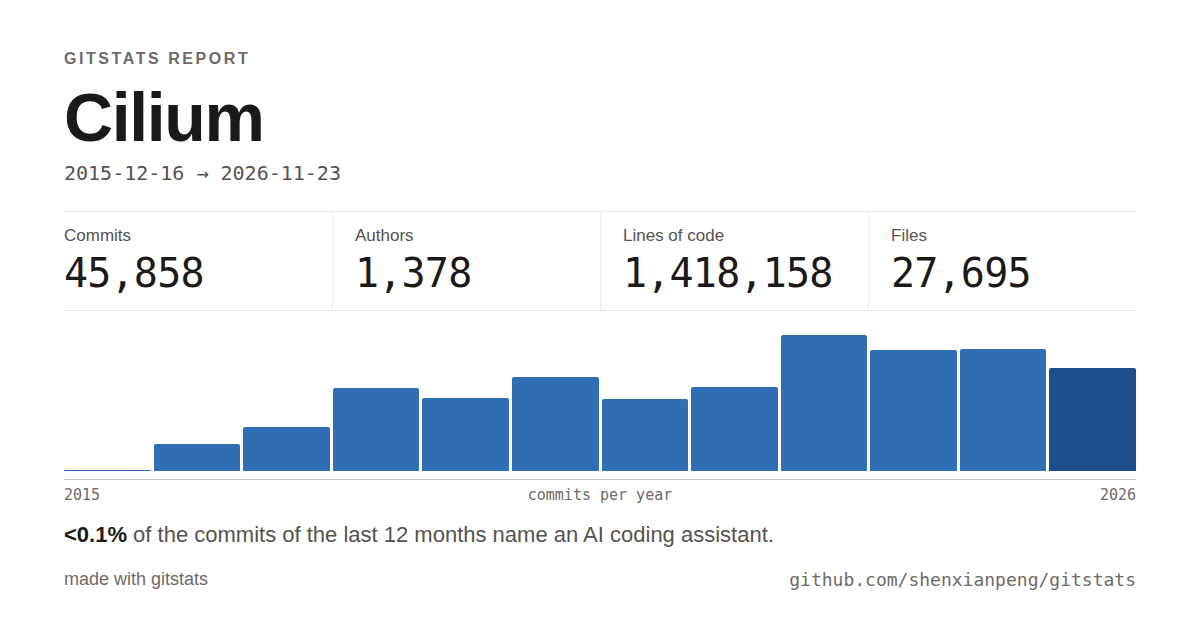 GITSTATS REPORT
Cilium
2015-12-16 → 2026-11-23
Commits Authors Lines of code Files
45,858 1,378 1,418,158 27,695
2015 commits per year 2026
<0.1% of the commits of the last 12 months name an AI coding assistant.
made with gitstats github.com/shenxianpeng/gitstats